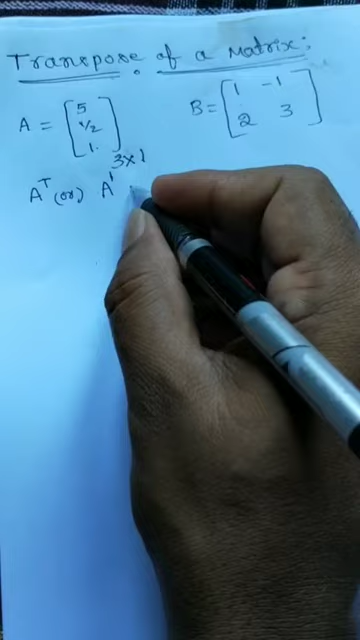 Transpose of a Matrix:
A = [5 1/2 1.] 3×1 B = [1 -1 2 3]
A^T (or) A'